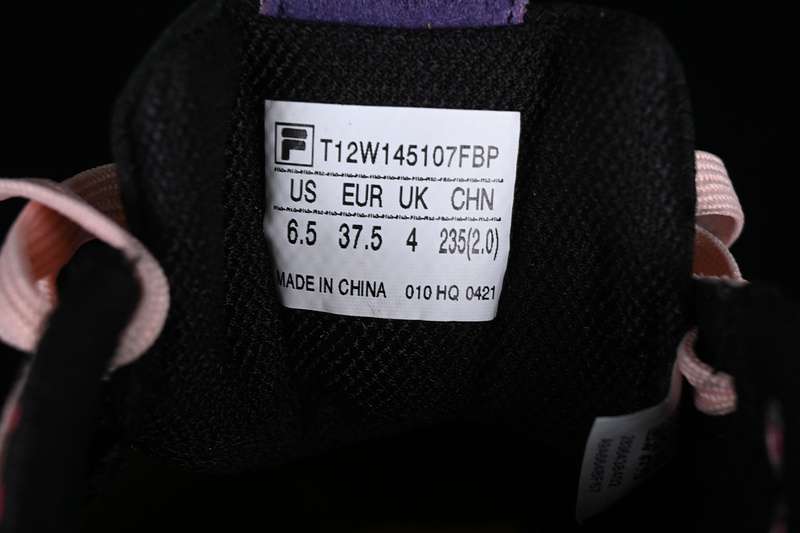 F T12W145107FBP
US EUR UK CHN
6.5 37.5 4 235(2.0)
MADE IN CHINA 010 HQ 0421